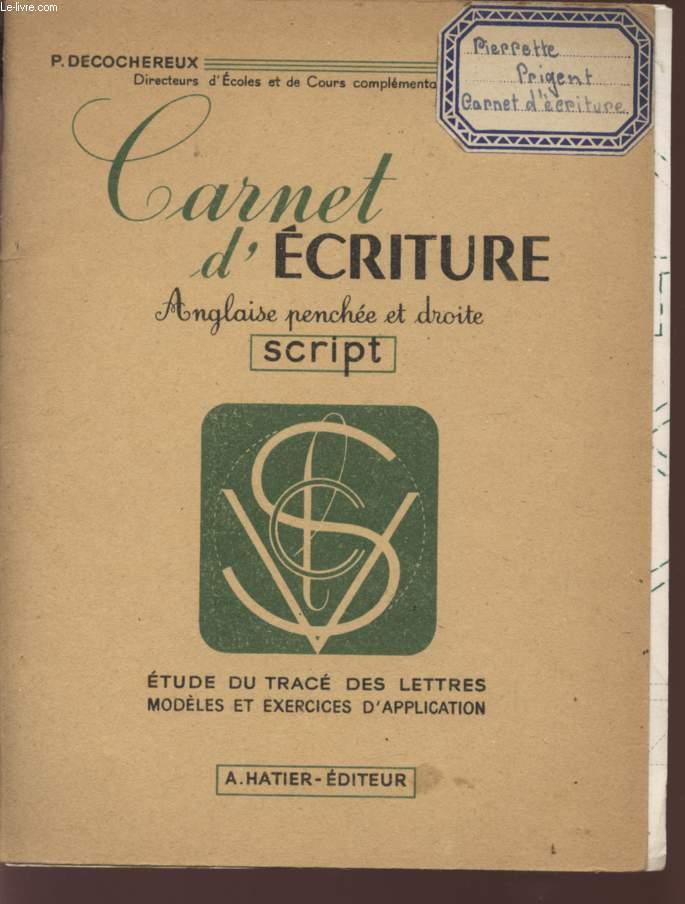 Le-livre.com
P. DECOCHEREUX
Directeurs d'Écoles et de Cours complémenta
Pierrette
Prigent
Carnet d'écriture
Carnet
d'ÉCRITURE
Anglaise penchée et droite
script
ÉTUDE DU TRACÉ DES LETTRES
MODÈLES ET EXERCICES D'APPLICATION
A. HATIER-ÉDITEUR